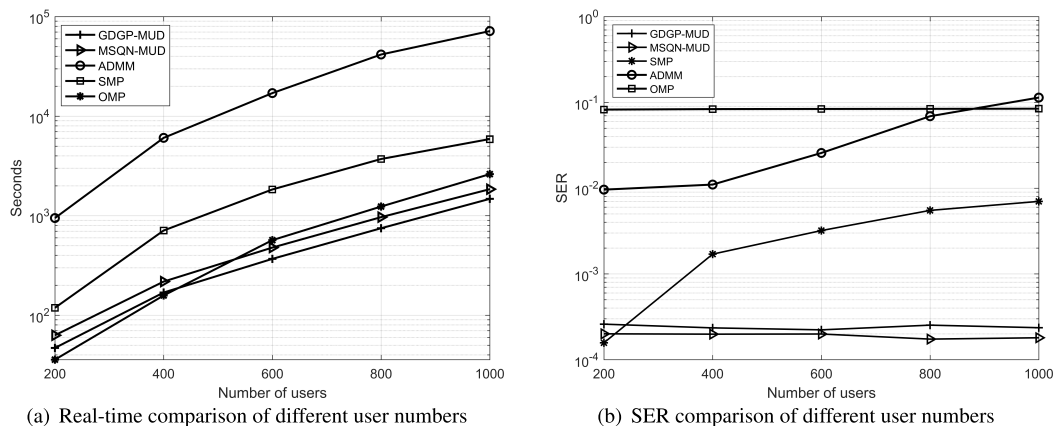 10^5
10^4
10^3
10^2
Seconds
GDGP-MUD
MSQN-MUD
ADMM
SMP
OMP
200 400 600 800 1000
Number of users
(a) Real-time comparison of different user numbers
10^0
10^-1
10^-2
10^-3
10^-4
SER
GDGP-MUD
MSQN-MUD
SMP
ADMM
OMP
200 400 600 800 1000
Number of users
(b) SER comparison of different user numbers